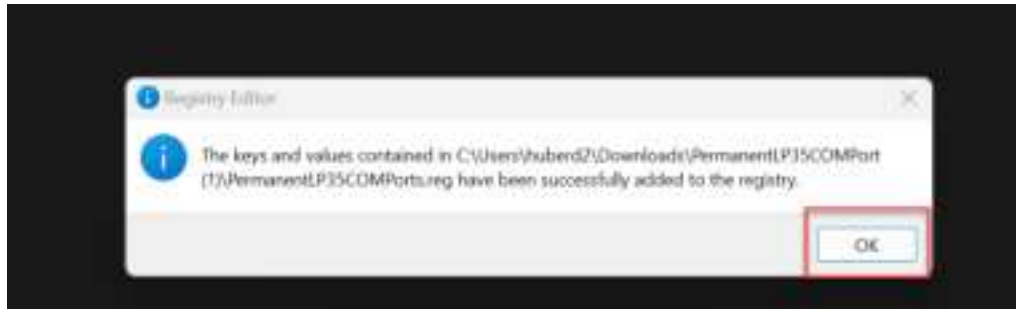 Registry Editor
The keys and values contained in C:\Users\huberd2\Downloads\PermanentLP35COMPort
(1)\PermanentLP35COMPorts.reg have been successfully added to the registry.
OK